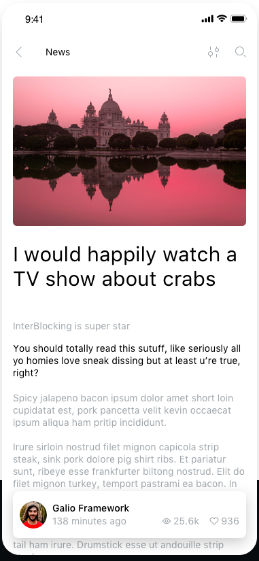 9:41
News
I would happily watch a
TV show about crabs
InterBlocking is super star
You should totally read this sutuff, like seriously all
yo homies love sneak dissing but at least u're true,
right?
Spicy jalapeno bacon ipsum dolor amet short loin
cupidatat est, pork pancetta velit kevin occaecat
ipsum aliqua ham pritip incididunt.
Irure sirloin nostrud filet mignon capicola strip
steak, sink pork dolore pig shirt ribs. Et pariatur
sunt, ribeye esse frankfurter biltong nostrud. Elit do
filet mignon turkey, tempor pastrami ea bacon. In
Galio Framework
138 minutes ago
25.6k
936
tail ham irure. Drumstick esse ut andouille strip